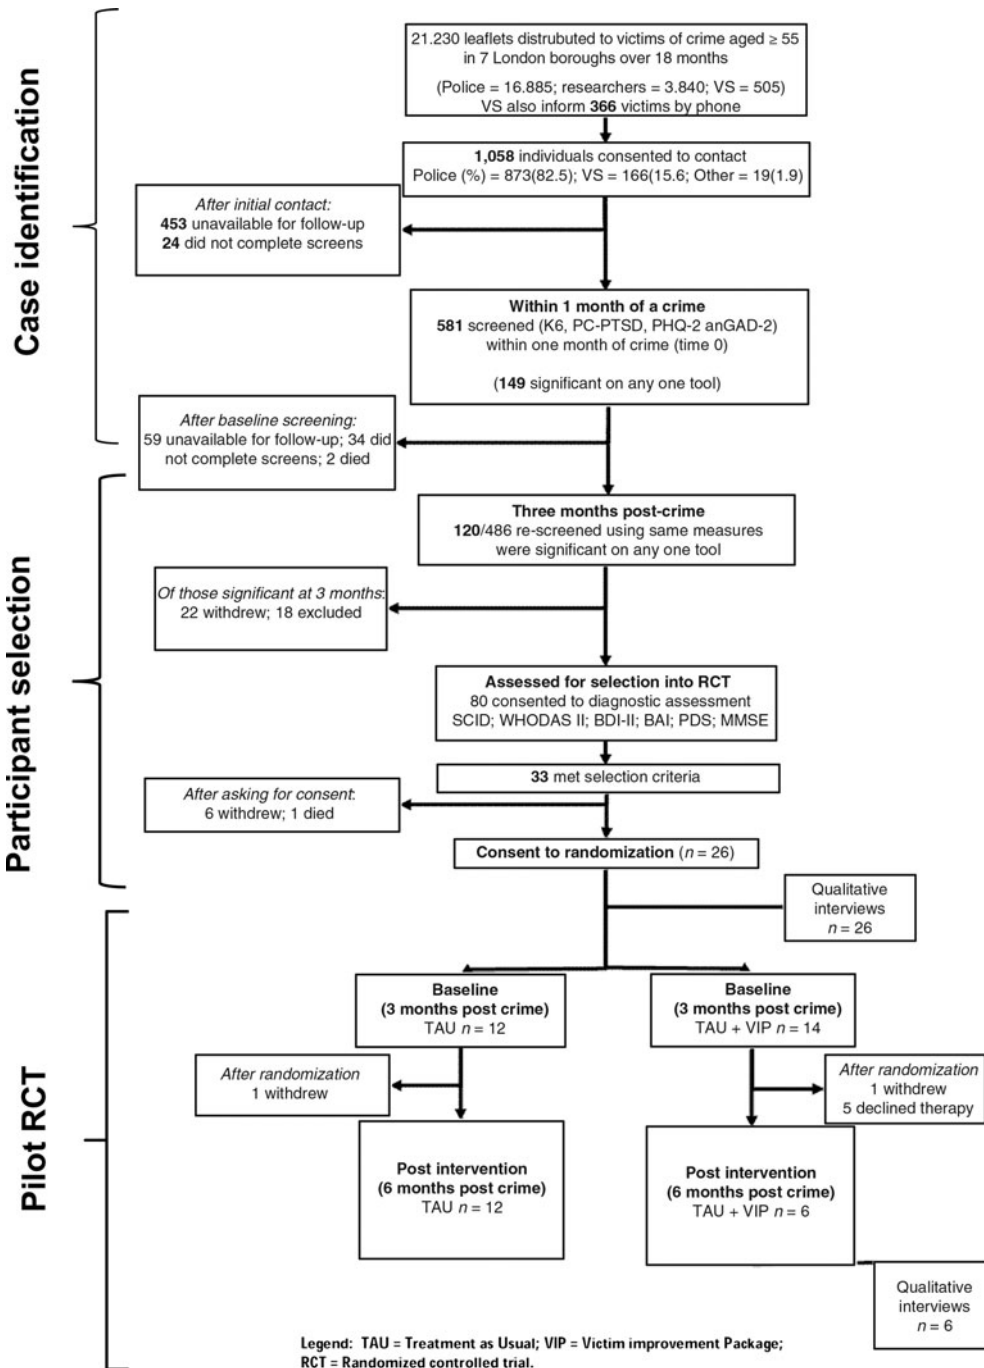 Case identification
21.230 leaflets distrubuted to victims of crime aged ≥ 55
in 7 London boroughs over 18 months
(Police = 16.885; researchers = 3.840; VS = 505)
VS also inform 366 victims by phone
1,058 individuals consented to contact
Police (%) = 873(82.5); VS = 166(15.6; Other = 19(1.9)
After initial contact:
453 unavailable for follow-up
24 did not complete screens
Within 1 month of a crime
581 screened (K6, PC-PTSD, PHQ-2 anGAD-2)
within one month of crime (time 0)
(149 significant on any one tool)
After baseline screening:
59 unavailable for follow-up; 34 did
not complete screens; 2 died
Participant selection
Three months post-crime
120/486 re-screened using same measures
were significant on any one tool
Of those significant at 3 months:
22 withdrew; 18 excluded
Assessed for selection into RCT
80 consented to diagnostic assessment
SCID; WHODAS II; BDI-II; BAI; PDS; MMSE
33 met selection criteria
After asking for consent:
6 withdrew; 1 died
Consent to randomization (n = 26)
Qualitative
interviews
n = 26
Pilot RCT
Baseline
(3 months post crime)
TAU n = 12
Baseline
(3 months post crime)
TAU + VIP n = 14
After randomization
1 withdrew
After randomization
1 withdrew
5 declined therapy
Post intervention
(6 months post crime)
TAU n = 12
Post intervention
(6 months post crime)
TAU + VIP n = 6
Qualitative
interviews
n = 6
Legend: TAU = Treatment as Usual; VIP = Victim improvement Package;
RCT = Randomized controlled trial.